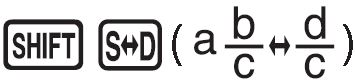 SHIFT S⇔D ( a b/c ⇔ d/c )